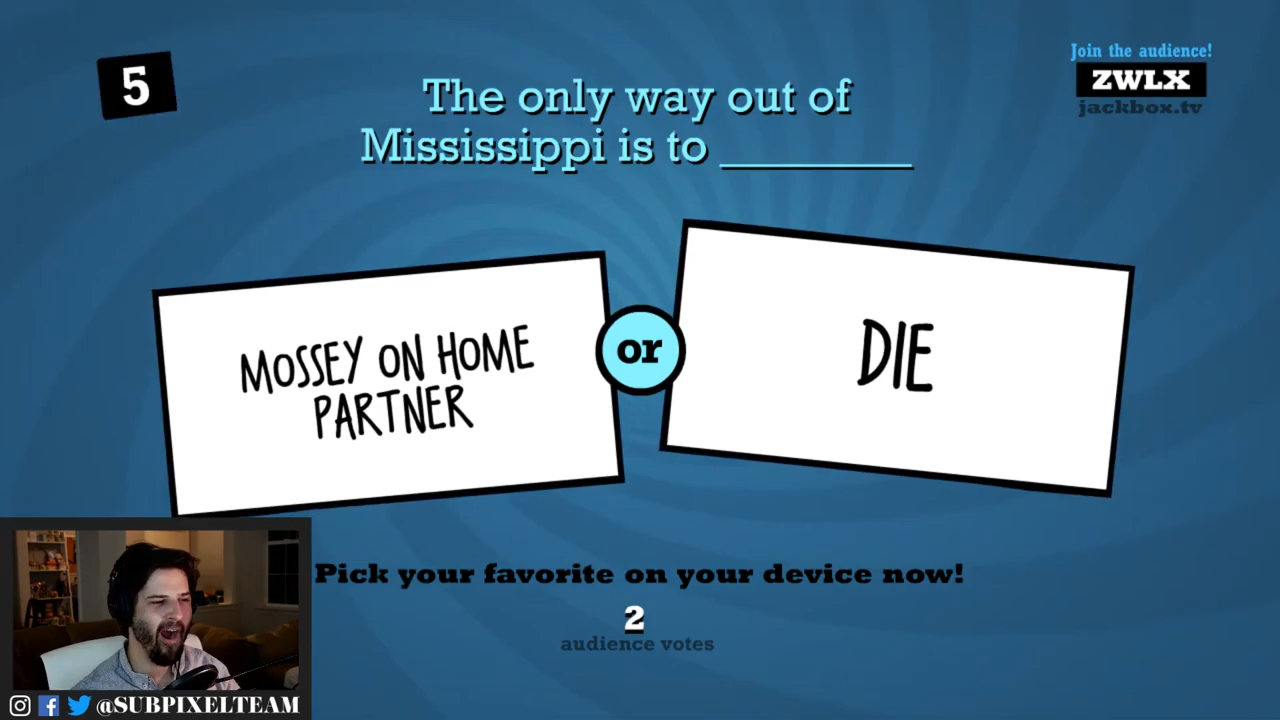 5
Join the audience!
ZWLX
jackbox.tv
The only way out of
Mississippi is to ________
MOSSEY ON HOME
PARTNER
or
DIE
Pick your favorite on your device now!
2
audience votes
@SUBPIXELTEAM